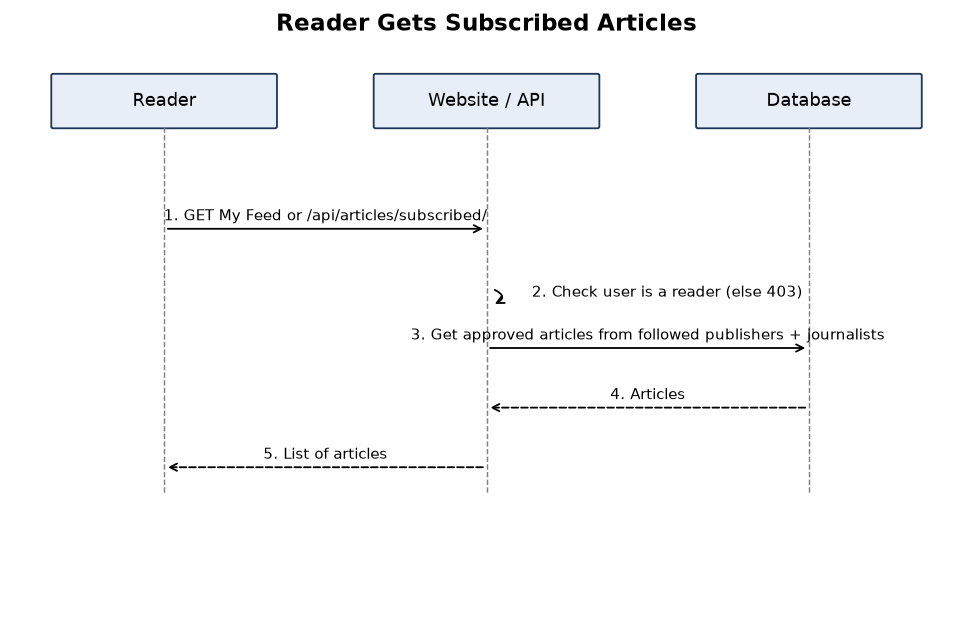 Reader Gets Subscribed Articles
Reader
Website / API
Database
1. GET My Feed or /api/articles/subscribed/
2. Check user is a reader (else 403)
3. Get approved articles from followed publishers + journalists
4. Articles
5. List of articles